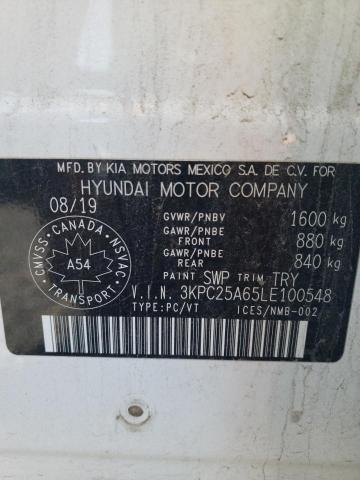 MFD. BY KIA MOTORS MEXICO S.A. DE C.V. FOR
HYUNDAI MOTOR COMPANY
08/19
GVWR/PNBV 1600 kg
GAWR/PNBE
FRONT 880 kg
GAWR/PNBE
REAR 840 kg
PAINT SWP TRIM TRY
V.I.N. 3KPC25A65LE100548
TYPE:PC/VT ICES/NMB-002
CMVSS · CANADA · NSVAC
A54
TRANSPORT